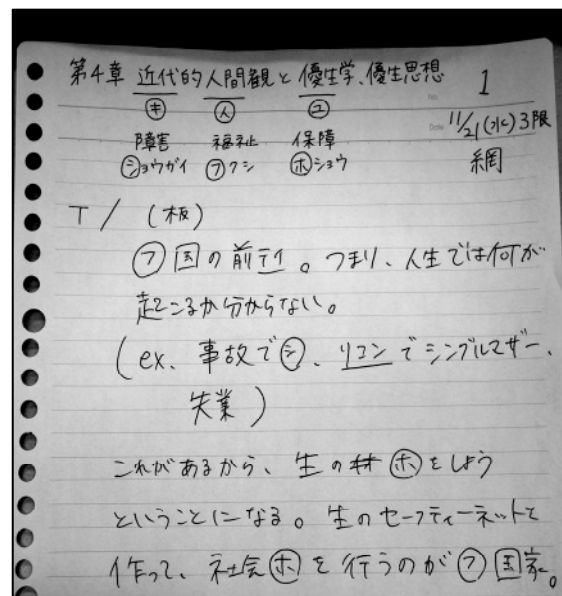 第4章 近代的人間観と優生学、優生思想 1
キ 人 ユ
No.
Date 11/21(水)3限
障害 福祉 保障
ショウガイ フクシ ホショウ
網
T / (板)
フ国の前テイ。つまり、人生では何が
起こるか分からない。
(ex、事故でシ、リコンでシングルマザー、
失業)
これがあるから、生のホをしよう
ということになる。生のセーフティーネットを
作って、社会ホを行うのがフ国家。